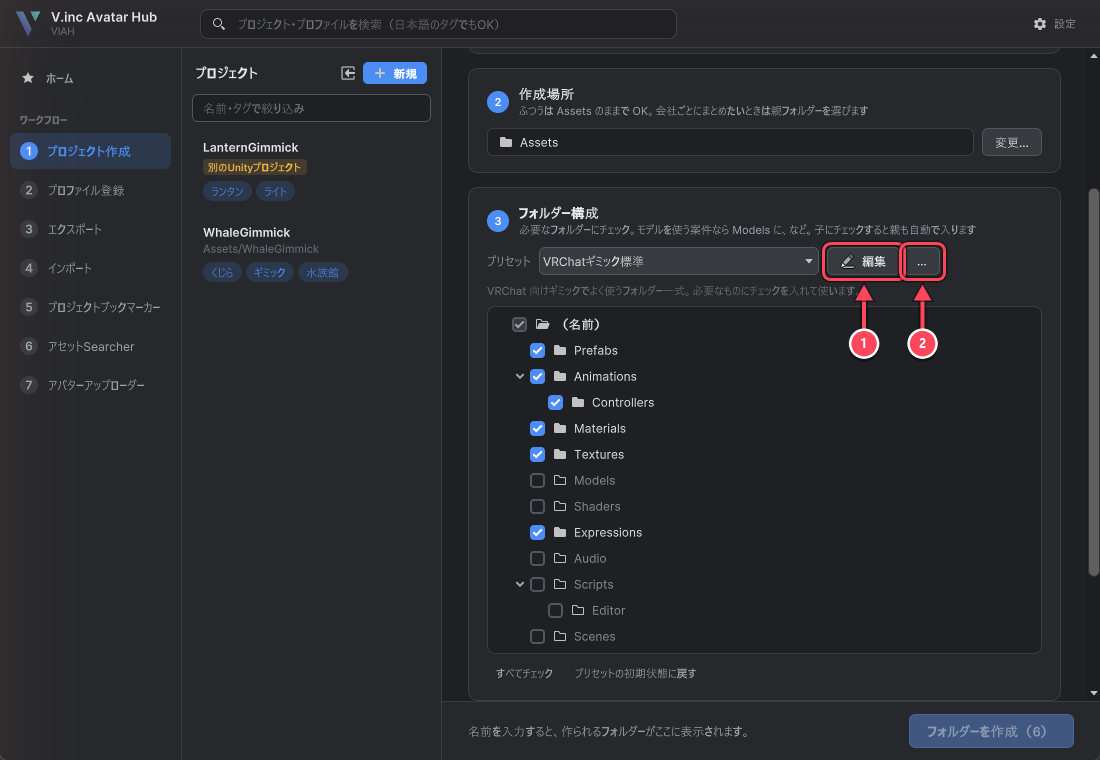 V.inc Avatar Hub
VIAH
プロジェクト・プロファイルを検索（日本語のタグでもOK）
設定
ホーム
ワークフロー
1 プロジェクト作成
2 プロファイル登録
3 エクスポート
4 インポート
5 プロジェクトブックマーカー
6 アセットSearcher
7 アバターアップローダー
プロジェクト
新規
名前・タグで絞り込み
LanternGimmick
別のUnityプロジェクト
ランタン ライト
WhaleGimmick
Assets/WhaleGimmick
くじら ギミック 水族館
2 作成場所
ふつうは Assets のままで OK。会社ごとにまとめたいときは親フォルダーを選びます
Assets
変更...
3 フォルダー構成
必要なフォルダーにチェック。モデルを使う案件なら Models に、など。子にチェックすると親も自動で入ります
プリセット VRChatギミック標準 編集 ...
VRChat 向けギミックでよく使うフォルダー一式。必要なものにチェックを入れて使います。
1 2
（名前）
Prefabs
Animations
Controllers
Materials
Textures
Models
Shaders
Expressions
Audio
Scripts
Editor
Scenes
すべてチェック プリセットの初期状態に戻す
名前を入力すると、作られるフォルダーがここに表示されます。
フォルダーを作成（6）